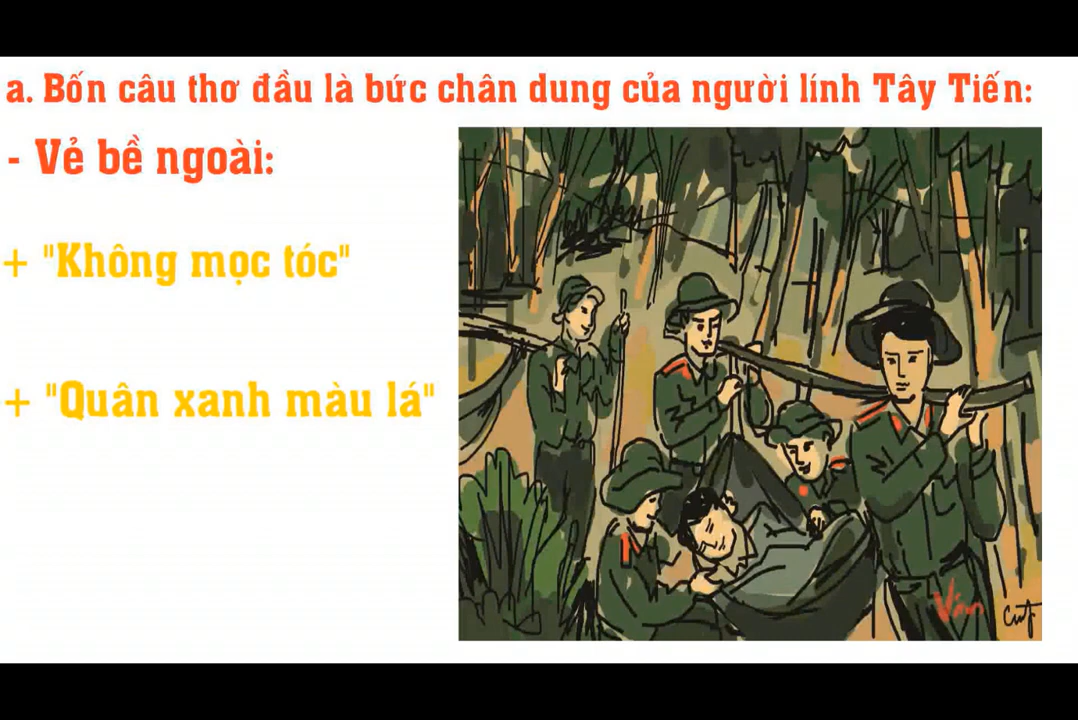 a. Bốn câu thơ đầu là bức chân dung của người lính Tây Tiến:
- Vẻ bề ngoài:
+ "Không mọc tóc"
+ "Quân xanh màu lá"